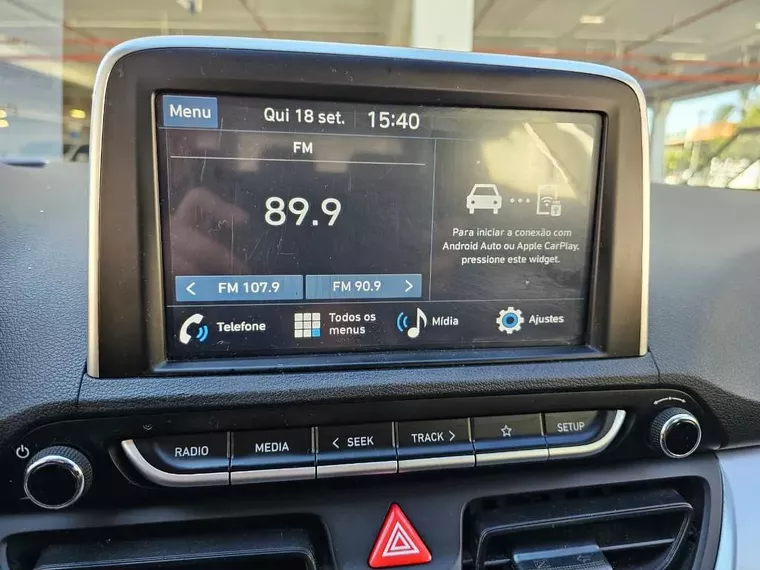 Menu
Qui 18 set. 15:40
FM
89.9
Para iniciar a conexão com
Android Auto ou Apple CarPlay,
pressione este widget.
< FM 107.9
FM 90.9 >
Telefone
Todos os
menus
Mídia
Ajustes
RADIO
MEDIA
< SEEK
TRACK >
SETUP